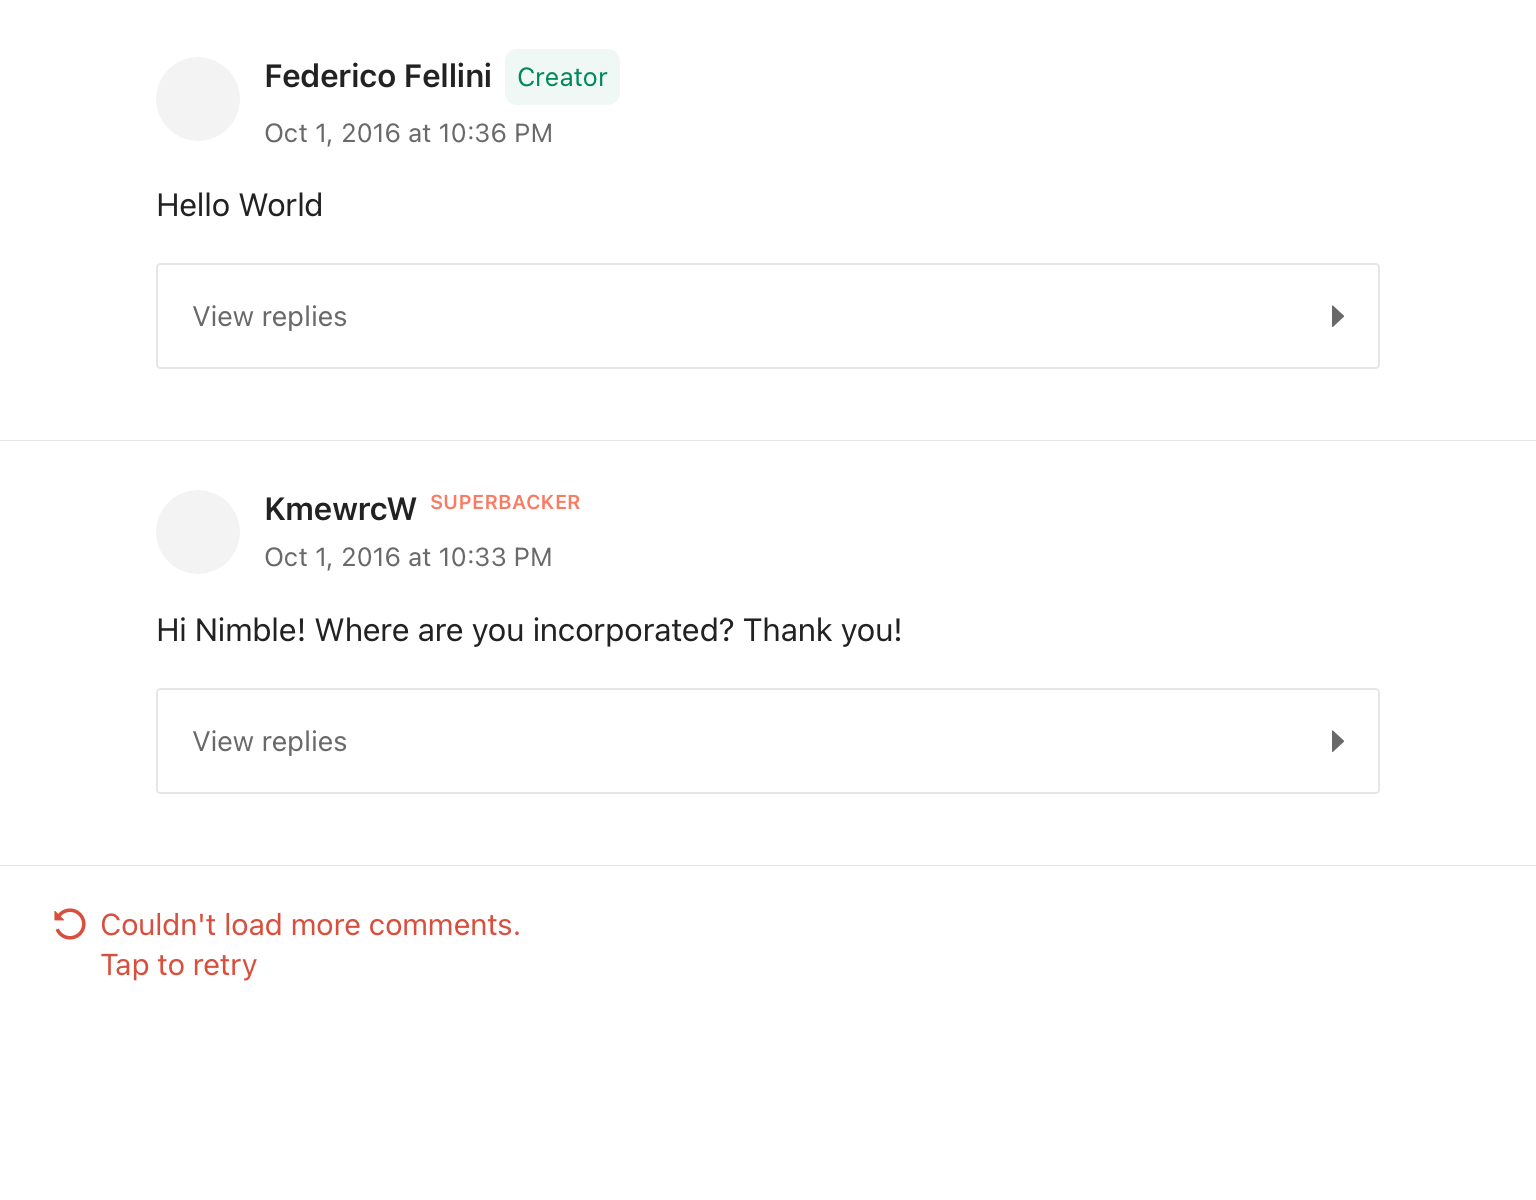 Federico Fellini Creator
Oct 1, 2016 at 10:36 PM
Hello World
View replies
KmewrcW SUPERBACKER
Oct 1, 2016 at 10:33 PM
Hi Nimble! Where are you incorporated? Thank you!
View replies
Couldn't load more comments.
Tap to retry